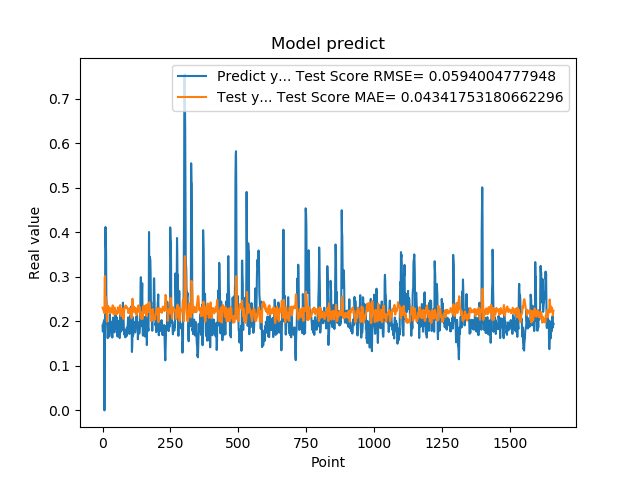 Model predict
Predict y... Test Score RMSE= 0.0594004777948
Test y... Test Score MAE= 0.04341753180662296
Real value
0.7
0.6
0.5
0.4
0.3
0.2
0.1
0.0
0 250 500 750 1000 1250 1500
Point